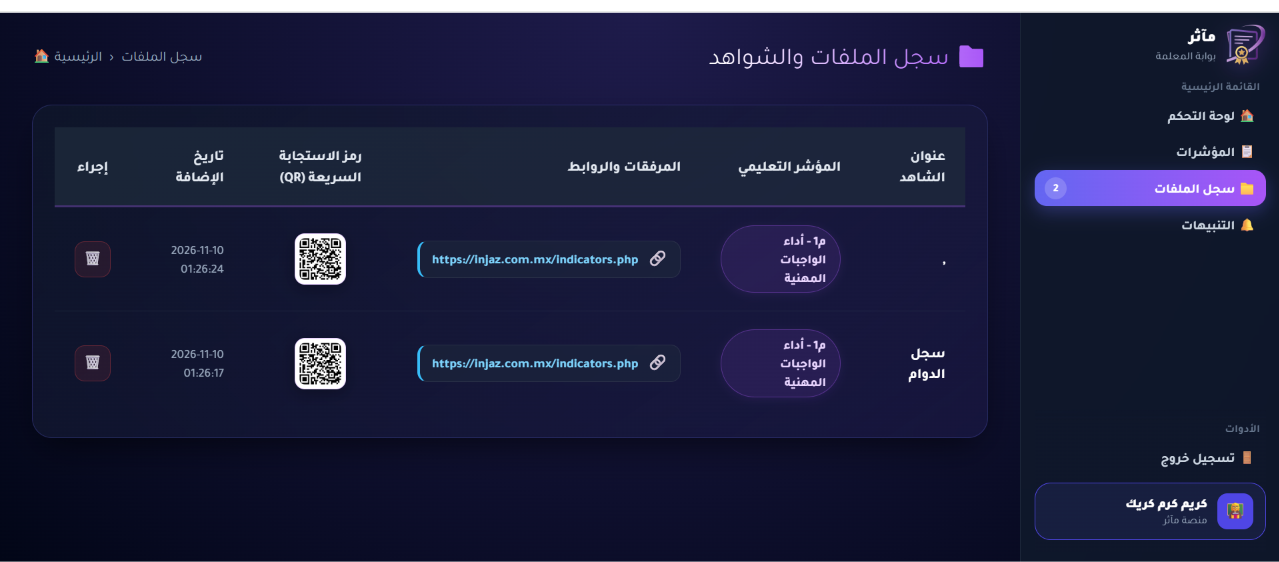 مآثر
بوابة المعلمة
القائمة الرئيسية
لوحة التحكم
المؤشرات
سجل الملفات
2
التنبيهات
الأدوات
تسجيل خروج
كريم كرم كريك
منصة مآثر
سجل الملفات والشواهد
الرئيسية › سجل الملفات
عنوان الشاهد
المؤشر التعليمي
المرفقات والروابط
رمز الاستجابة السريعة (QR)
تاريخ الإضافة
إجراء
,
م1 - أداء
الواجبات
المهنية
https://injaz.com.mx/indicators.php
2026-11-10
01:26:24
سجل
الدوام
م1 - أداء
الواجبات
المهنية
https://injaz.com.mx/indicators.php
2026-11-10
01:26:17